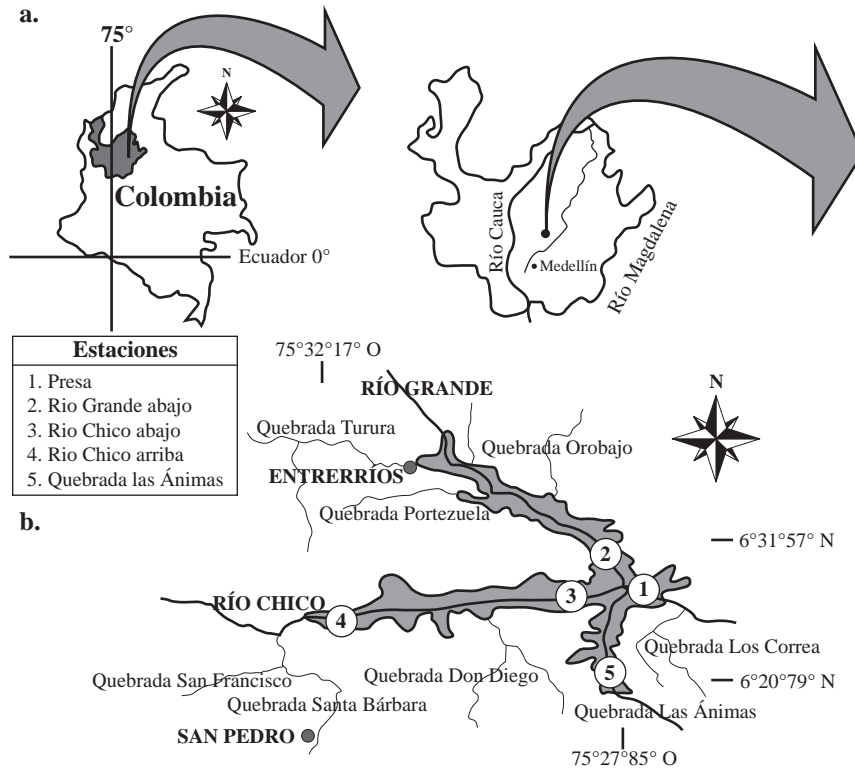 a.
75°
N
Colombia
Ecuador 0°
Río Cauca
Medellín
Río Magdalena
Estaciones
1. Presa
2. Rio Grande abajo
3. Rio Chico abajo
4. Rio Chico arriba
5. Quebrada las Ánimas
75°32'17° O
RÍO GRANDE
N
Quebrada Turura
Quebrada Orobajo
ENTRERRÍOS
Quebrada Portezuela
b.
6°31'57° N
2
1
3
RÍO CHICO
4
Quebrada Los Correa
Quebrada San Francisco
Quebrada Don Diego
5
6°20°79° N
Quebrada Santa Bárbara
Quebrada Las Ánimas
SAN PEDRO
75°27'85° O